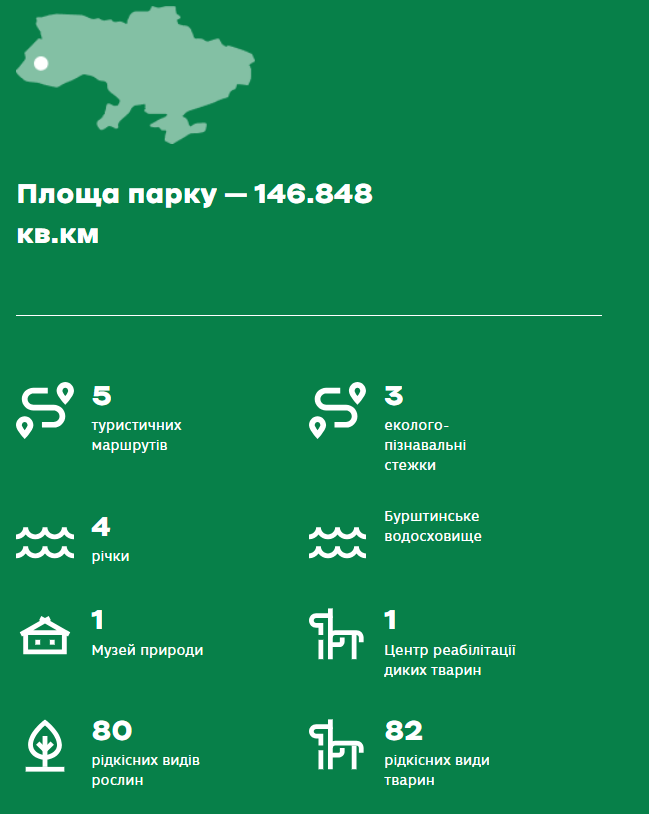 Площа парку — 146.848
кв.км
5
туристичних
маршрутів
3
еколого-
пізнавальні
стежки
4
річки
Бурштинське
водосховище
1
Музей природи
1
Центр реабілітації
диких тварин
80
рідкісних видів
рослин
82
рідкісних види
тварин